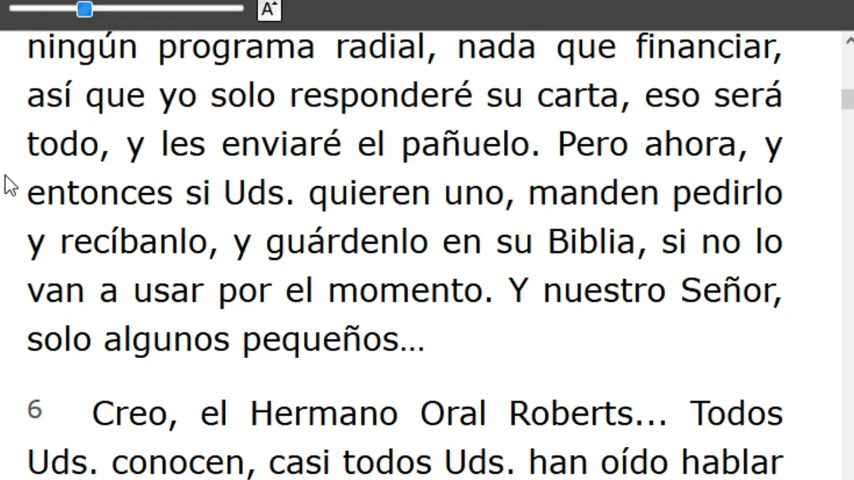 A
ningún programa radial, nada que financiar,
así que yo solo responderé su carta, eso será
todo, y les enviaré el pañuelo. Pero ahora, y
entonces si Uds. quieren uno, manden pedirlo
y recíbanlo, y guárdenlo en su Biblia, si no lo
van a usar por el momento. Y nuestro Señor,
solo algunos pequeños…
6 Creo, el Hermano Oral Roberts… Todos
Uds. conocen, casi todos Uds. han oído hablar